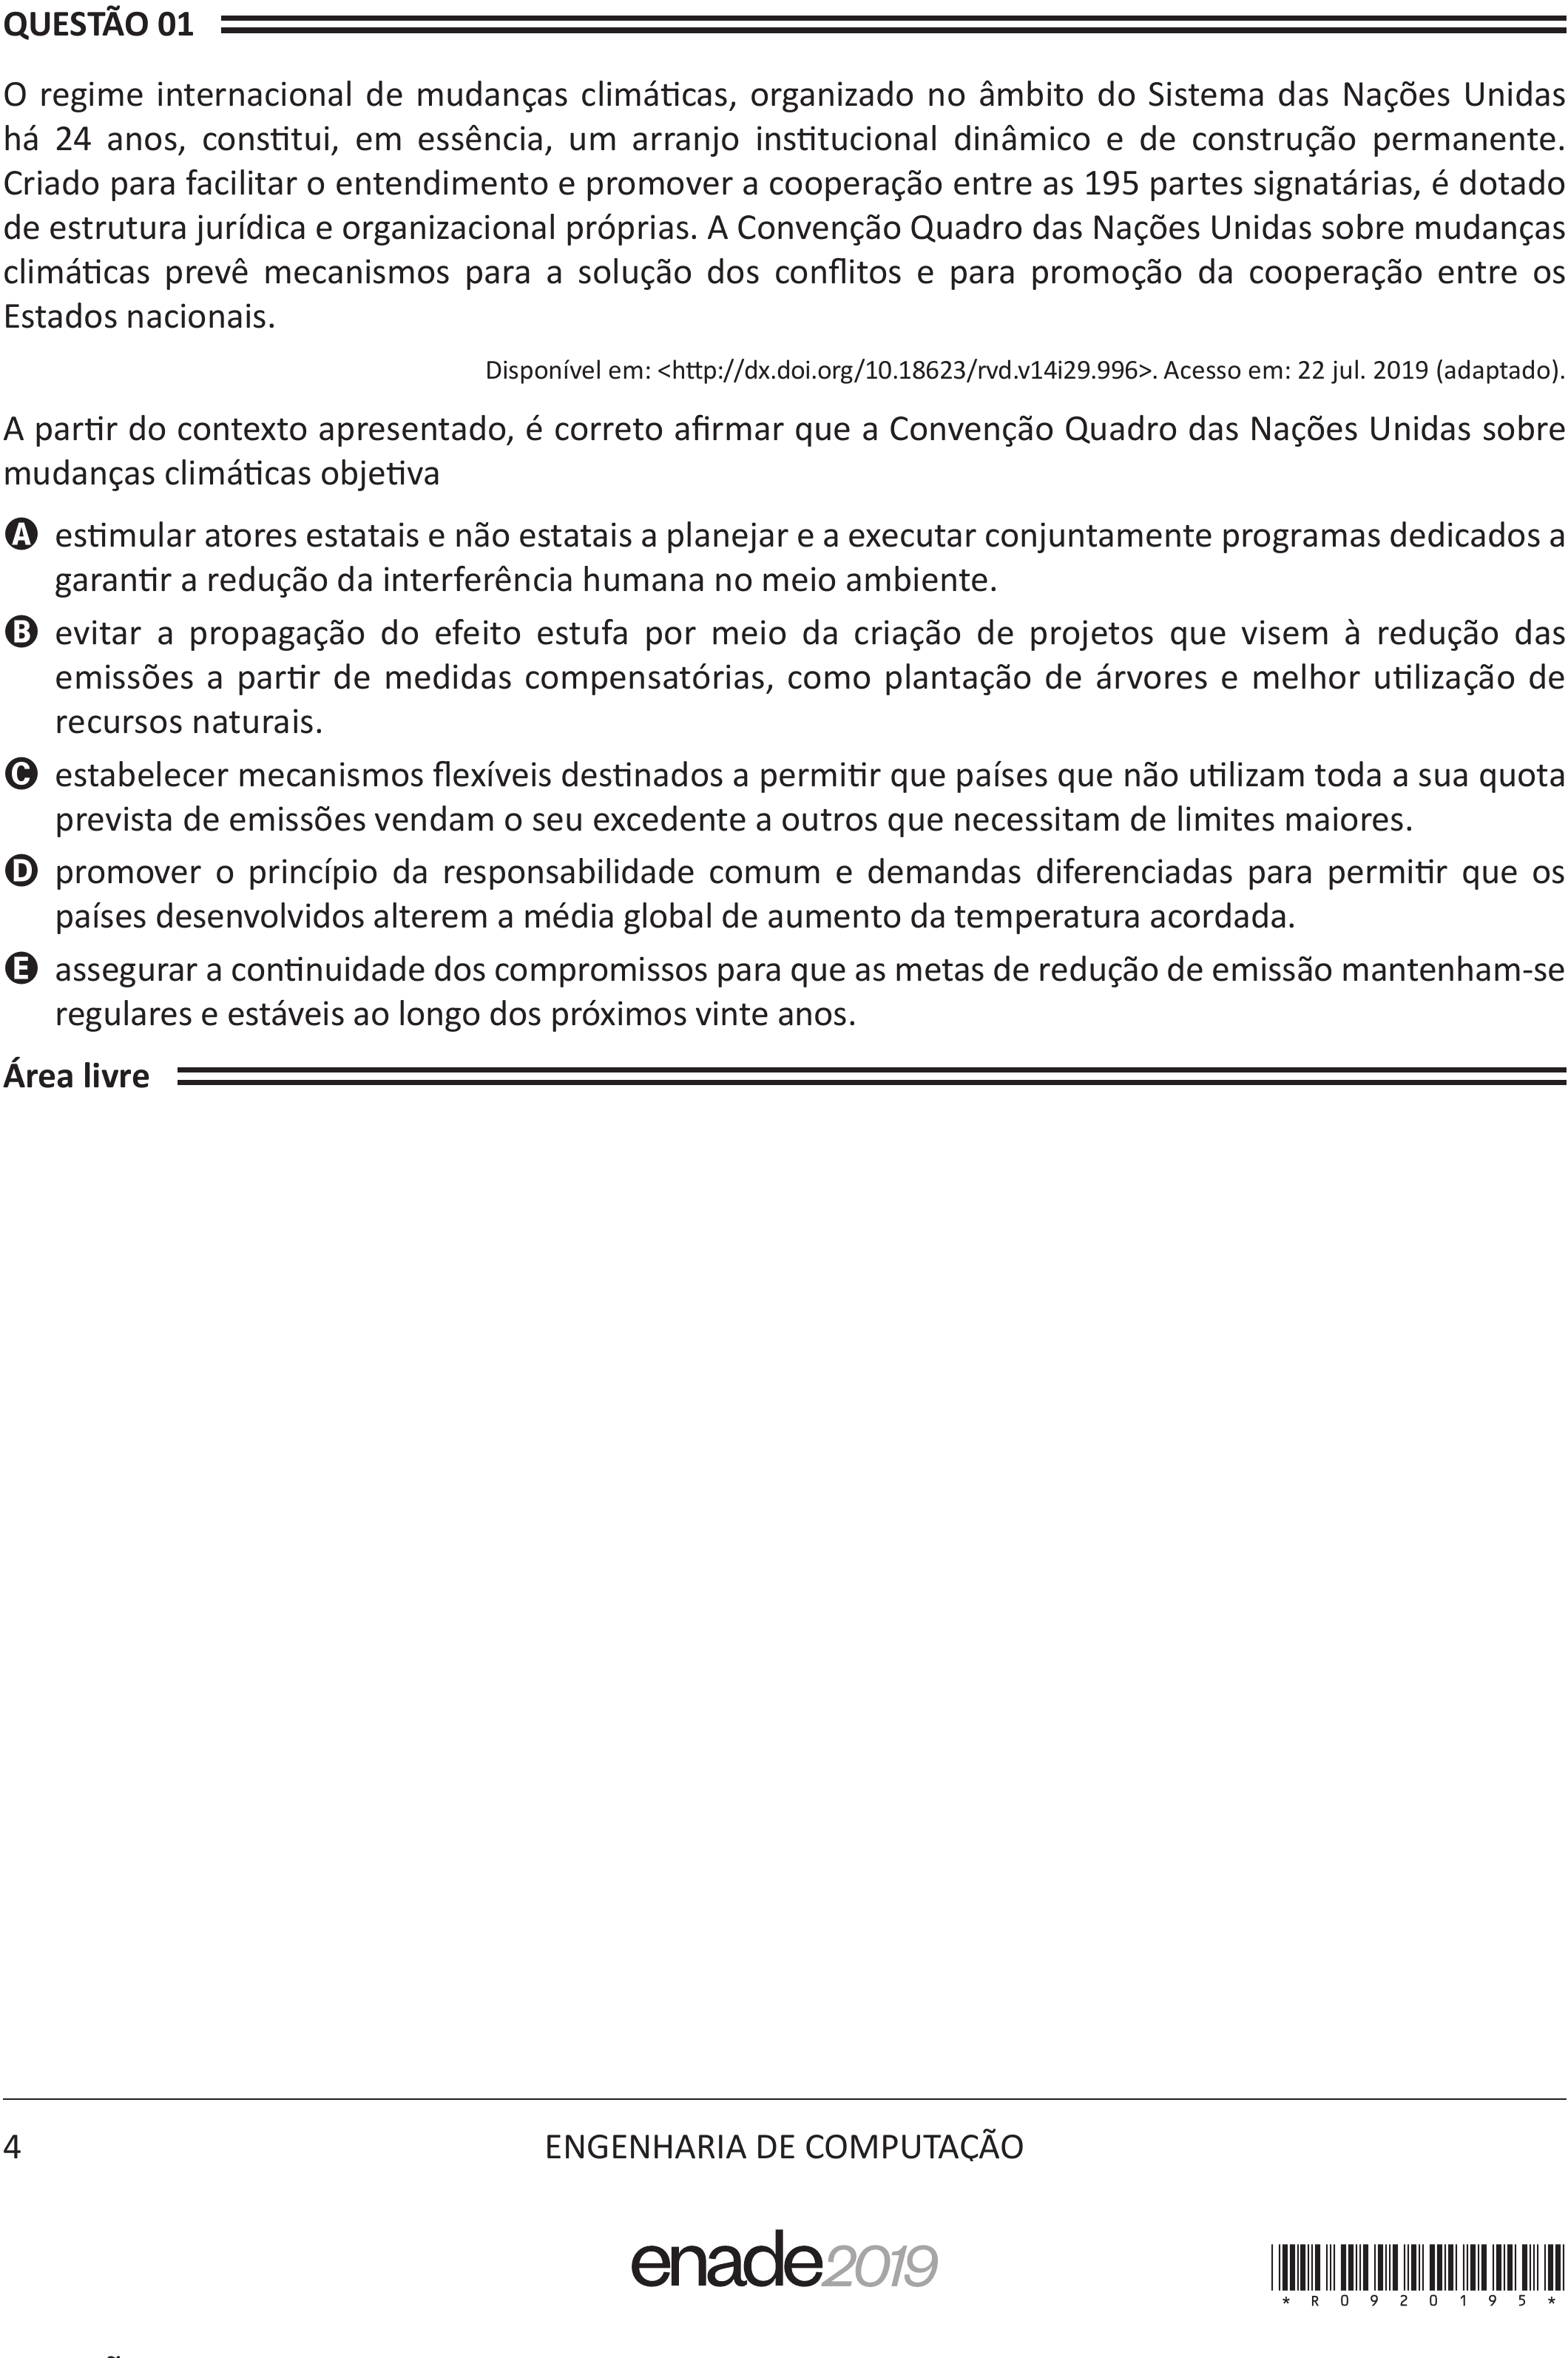 QUESTÃO 01
O regime internacional de mudanças climáticas, organizado no âmbito do Sistema das Nações Unidas
há 24 anos, constitui, em essência, um arranjo institucional dinâmico e de construção permanente.
Criado para facilitar o entendimento e promover a cooperação entre as 195 partes signatárias, é dotado
de estrutura jurídica e organizacional próprias. A Convenção Quadro das Nações Unidas sobre mudanças
climáticas prevê mecanismos para a solução dos conflitos e para promoção da cooperação entre os
Estados nacionais.
Disponível em: <http://dx.doi.org/10.18623/rvd.v14i29.996>. Acesso em: 22 jul. 2019 (adaptado).
A partir do contexto apresentado, é correto afirmar que a Convenção Quadro das Nações Unidas sobre
mudanças climáticas objetiva
A estimular atores estatais e não estatais a planejar e a executar conjuntamente programas dedicados a
garantir a redução da interferência humana no meio ambiente.
B evitar a propagação do efeito estufa por meio da criação de projetos que visem à redução das
emissões a partir de medidas compensatórias, como plantação de árvores e melhor utilização de
recursos naturais.
C estabelecer mecanismos flexíveis destinados a permitir que países que não utilizam toda a sua quota
prevista de emissões vendam o seu excedente a outros que necessitam de limites maiores.
D promover o princípio da responsabilidade comum e demandas diferenciadas para permitir que os
países desenvolvidos alterem a média global de aumento da temperatura acordada.
E assegurar a continuidade dos compromissos para que as metas de redução de emissão mantenham-se
regulares e estáveis ao longo dos próximos vinte anos.
Área livre
4 ENGENHARIA DE COMPUTAÇÃO
enade2019
*R0920195*